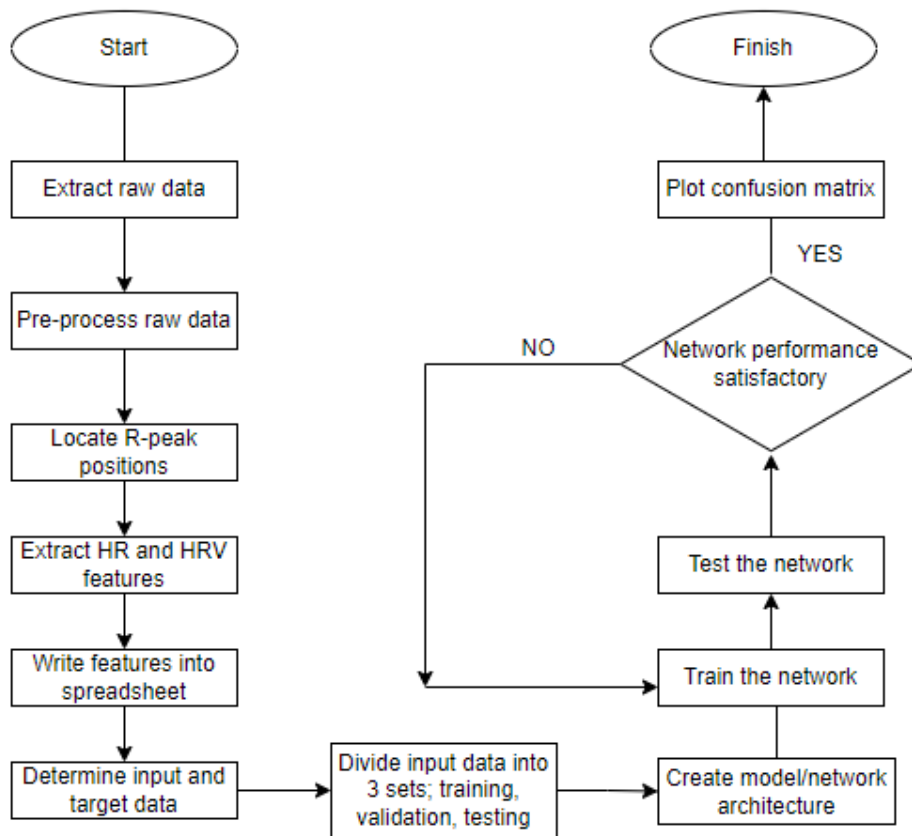 Start
Extract raw data
Pre-process raw data
Locate R-peak
positions
Extract HR and HRV
features
Write features into
spreadsheet
Determine input and
target data
Divide input data into
3 sets; training,
validation, testing
Create model/network
architecture
Train the network
Test the network
Network performance
satisfactory
NO
YES
Plot confusion matrix
Finish